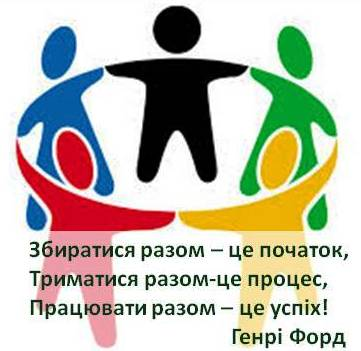 Збиратися разом – це початок,
Триматися разом-це процес,
Працювати разом – це успіх!
Генрі Форд